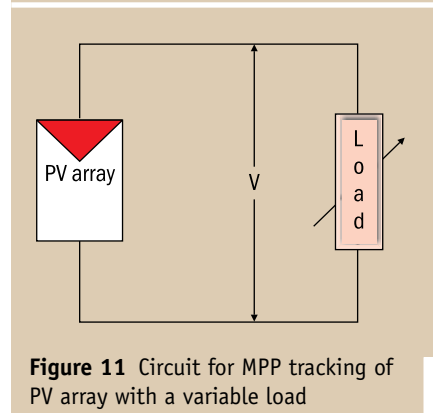 PV array
V
L
o
a
d
Figure 11 Circuit for MPP tracking of
PV array with a variable load